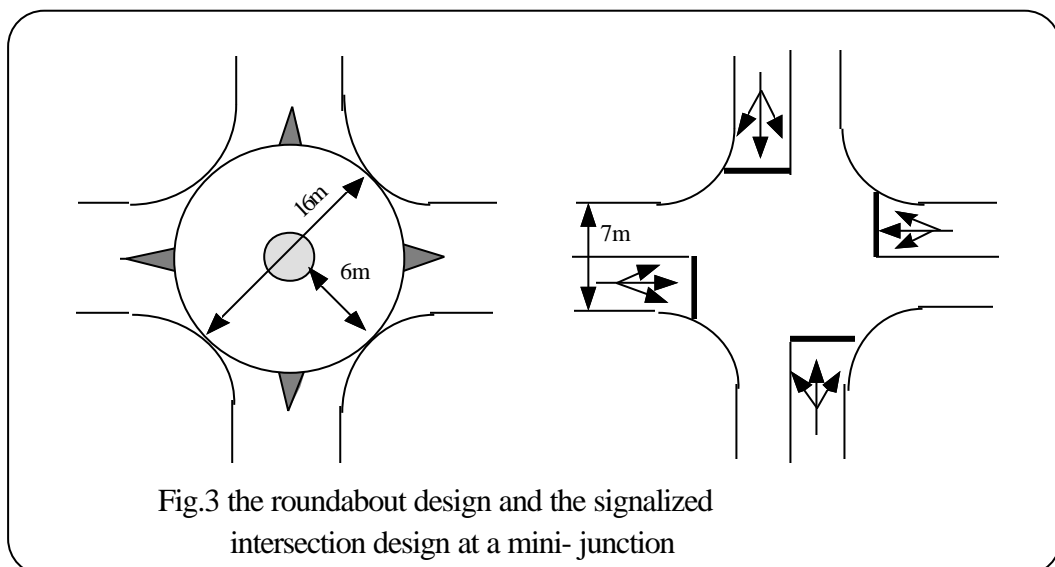 16m
6m
7m
Fig.3 the roundabout design and the signalized
intersection design at a mini- junction